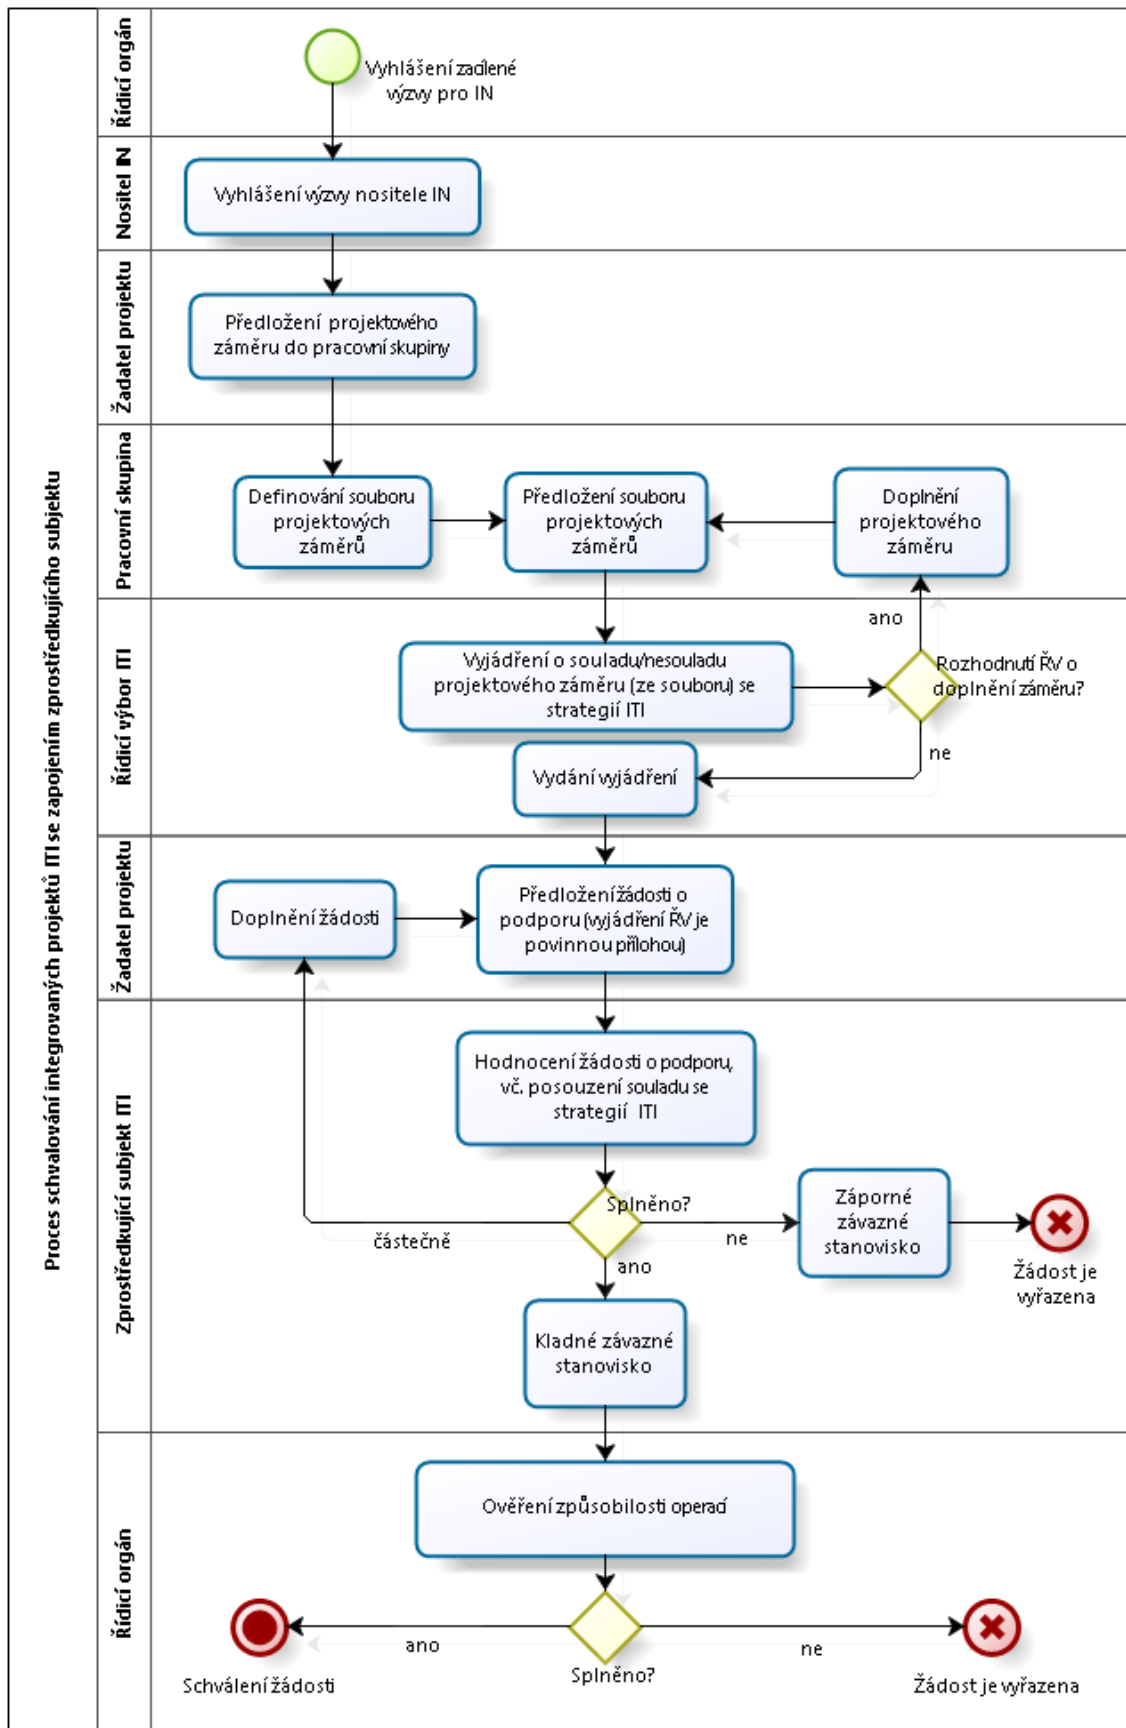 Proces schvalování integrovaných projektů ITI se zapojením zprostředkujícího subjektu
Řídicí orgán
Vyhlášení zacílené
výzvy pro IN
Nositel IN
Vyhlášení výzvy nositele IN
Žadatel projektu
Předložení projektového
záměru do pracovní skupiny
Pracovní skupina
Definování souboru
projektových
záměrů
Předložení souboru
projektových
záměrů
Doplnění
projektového
záměru
Řídicí výbor ITI
ano
Vyjádření o souladu/nesouladu
projektového záměru (ze souboru) se
strategií ITI
Rozhodnutí ŘV o
doplnění záměru?
ne
Vydání vyjádření
Žadatel projektu
Doplnění žádosti
Předložení žádosti o
podporu (vyjádření ŘV je
povinnou přílohou)
Zprostředkující subjekt ITI
Hodnocení žádosti o podporu,
vč. posouzení souladu se
strategií ITI
Splněno?
částečně
ne
ano
Záporné
závazné
stanovisko
Žádost je
vyřazena
Kladné závazné
stanovisko
Řídicí orgán
Ověření způsobilosti operací
ano
ne
Splněno?
Schválení žádosti
Žádost je vyřazena